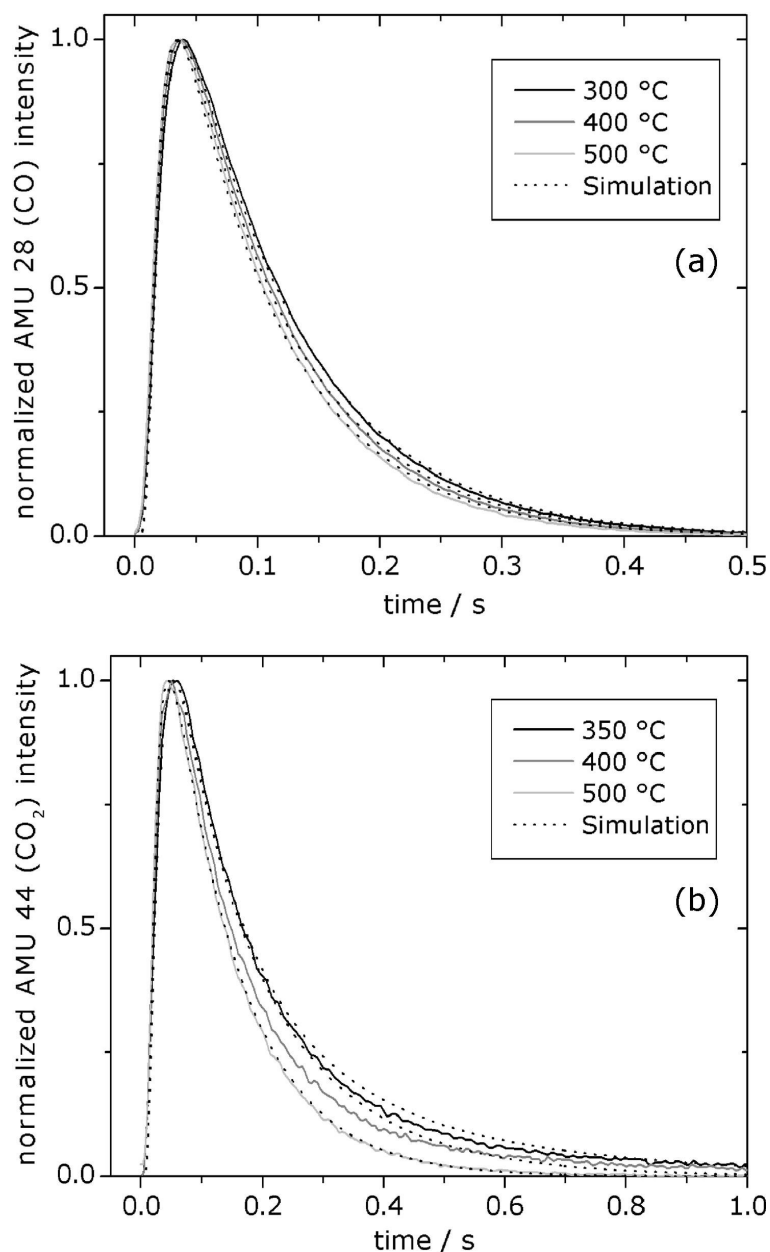 normalized AMU 28 (CO) intensity
1.0
0.5
0.0
300 °C
400 °C
500 °C
Simulation
(a)
0.0 0.1 0.2 0.3 0.4 0.5
time / s
normalized AMU 44 (CO₂) intensity
1.0
0.5
0.0
350 °C
400 °C
500 °C
Simulation
(b)
0.0 0.2 0.4 0.6 0.8 1.0
time / s